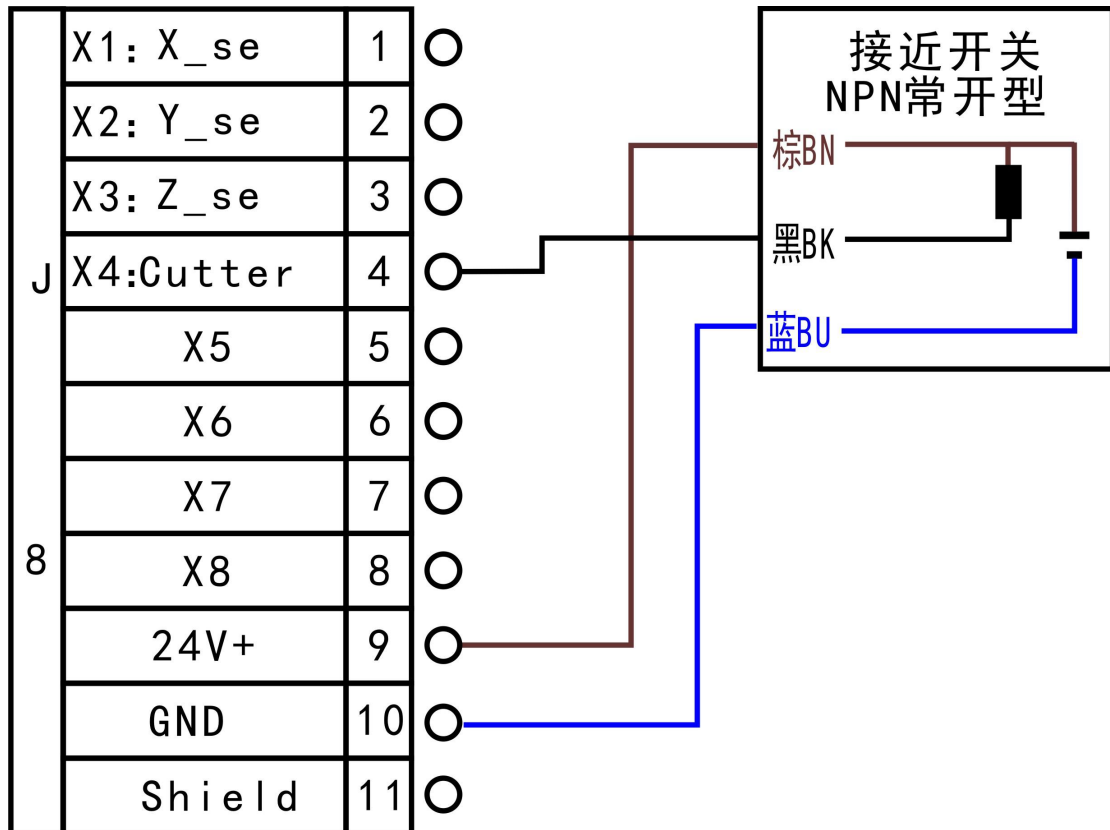 X1: X_se 1
X2: Y_se 2
X3: Z_se 3
J X4:Cutter 4
X5 5
X6 6
X7 7
8 X8 8
24V+ 9
GND 10
Shield 11
接近开关
NPN常开型
棕BN
黑BK
蓝BU